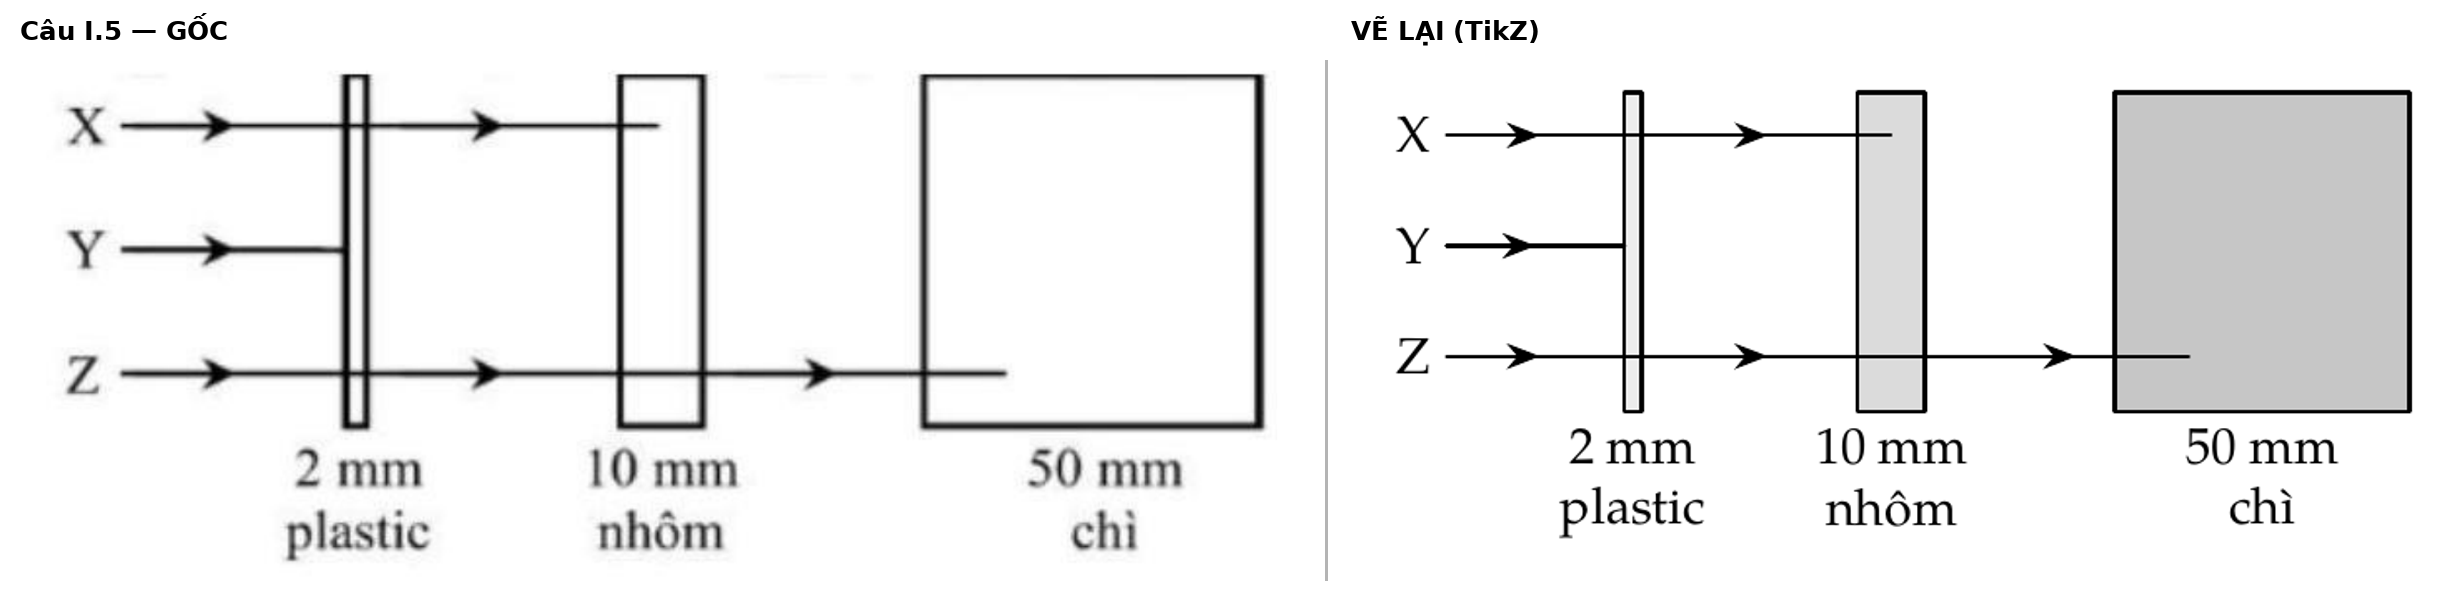 Câu I.5 — GỐC
X
Y
Z
2 mm
plastic
10 mm
nhôm
50 mm
chì
VẼ LẠI (TikZ)
X
Y
Z
2 mm
plastic
10 mm
nhôm
50 mm
chì